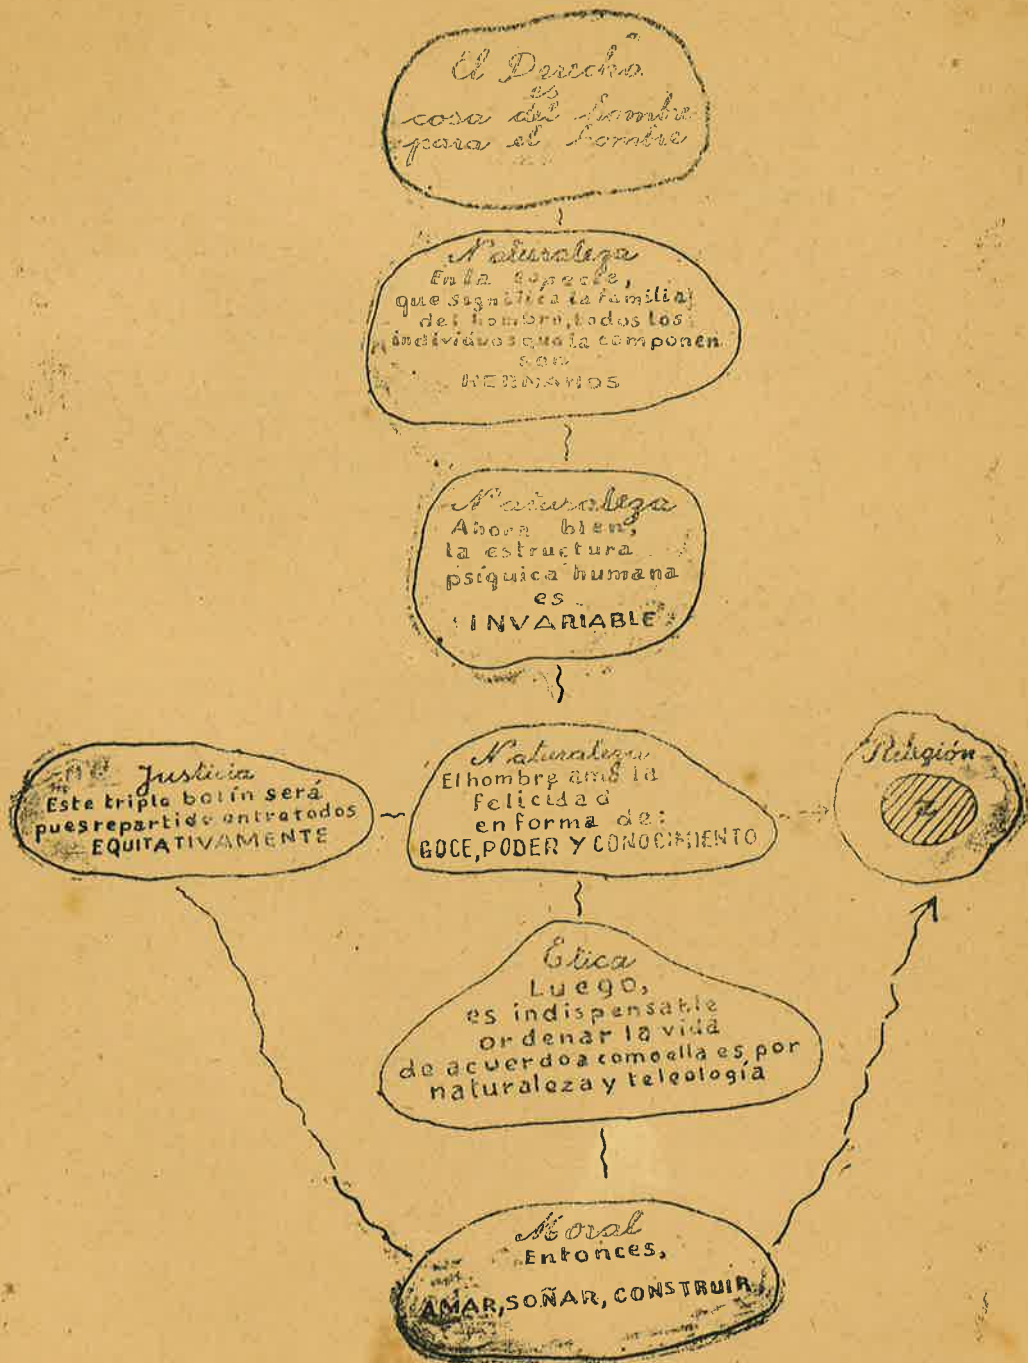 El Derecho
es
cosa del hombre
para el hombre
Naturaleza
En la especie,
que significa la familia
del hombre, todos los
individuos que la componen
son
HERMANOS
Naturaleza
Ahora bien,
la estructura
psíquica humana
es
INVARIABLE
Justicia
Este triple botín será
pues repartido entre todos
EQUITATIVAMENTE
Naturaleza
El hombre ama la
felicidad
en forma de:
GOCE, PODER Y CONOCIMIENTO
Religión
Etica
Luego,
es indispensable
ordenar la vida
de acuerdo a como ella es por
naturaleza y teleología
Moral
Entonces,
AMAR, SOÑAR, CONSTRUIR